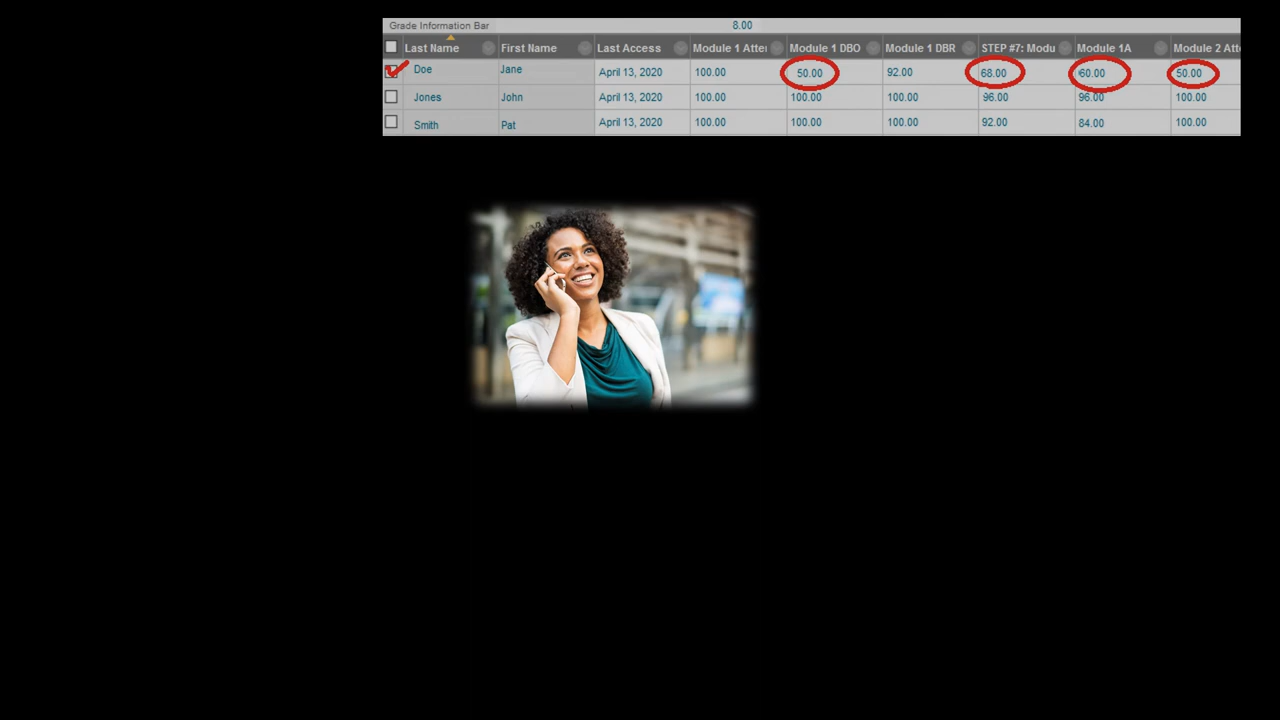 Grade Information Bar 8.00
Last Name First Name Last Access Module 1 Atter Module 1 DBO Module 1 DBR STEP #7: Modu Module 1A Module 2 Atte
Doe Jane April 13, 2020 100.00 50.00 92.00 68.00 60.00 50.00
Jones John April 13, 2020 100.00 100.00 100.00 96.00 96.00 100.00
Smith Pat April 13, 2020 100.00 100.00 100.00 92.00 84.00 100.00